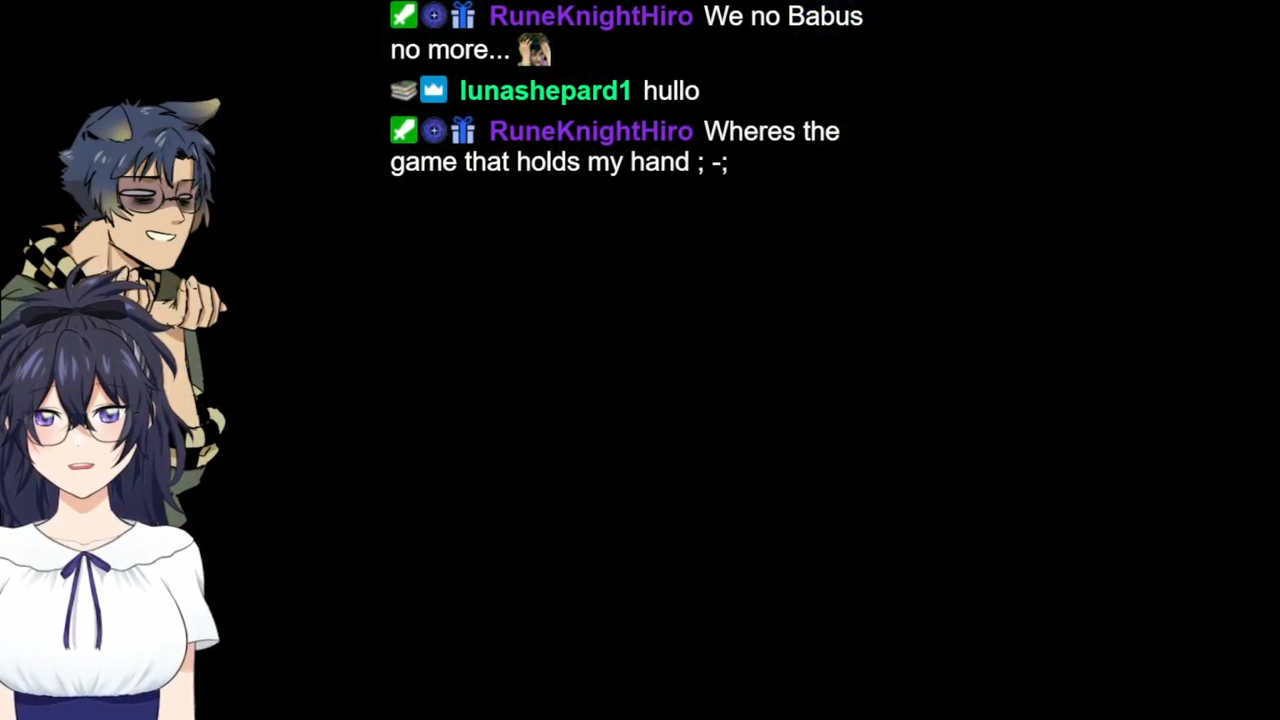 RuneKnightHiro We no Babus
no more...
lunashepard1 hullo
RuneKnightHiro Wheres the
game that holds my hand ; -;